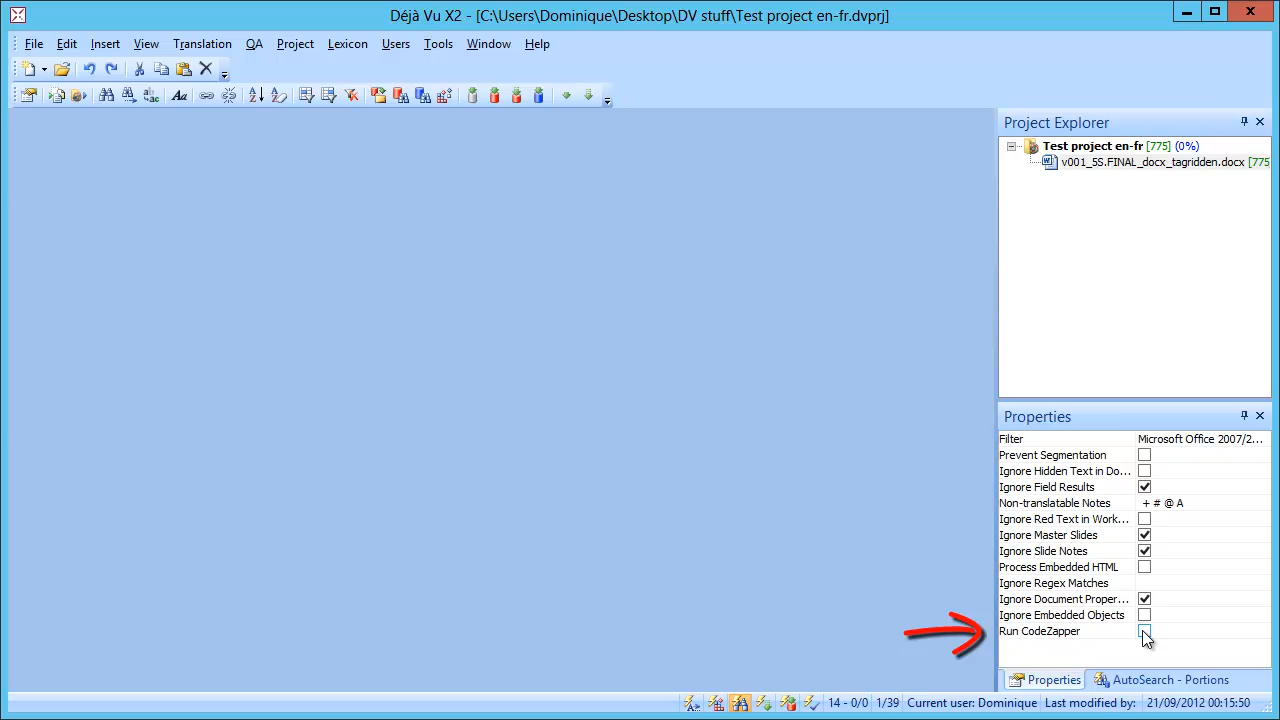 Déjà Vu X2 - [C:\Users\Dominique\Desktop\DV stuff\Test project en-fr.dvprj]
File Edit Insert View Translation QA Project Lexicon Users Tools Window Help
Project Explorer
Test project en-fr [775] (0%)
v001_5S.FINAL_docx_tagridden.docx [775
Properties
Filter Microsoft Office 2007/2...
Prevent Segmentation
Ignore Hidden Text in Do...
Ignore Field Results
Non-translatable Notes + # @ A
Ignore Red Text in Work...
Ignore Master Slides
Ignore Slide Notes
Process Embedded HTML
Ignore Regex Matches
Ignore Document Proper...
Ignore Embedded Objects
Run CodeZapper
Properties AutoSearch - Portions
14 - 0/0 1/39 Current user: Dominique Last modified by: 21/09/2012 00:15:50